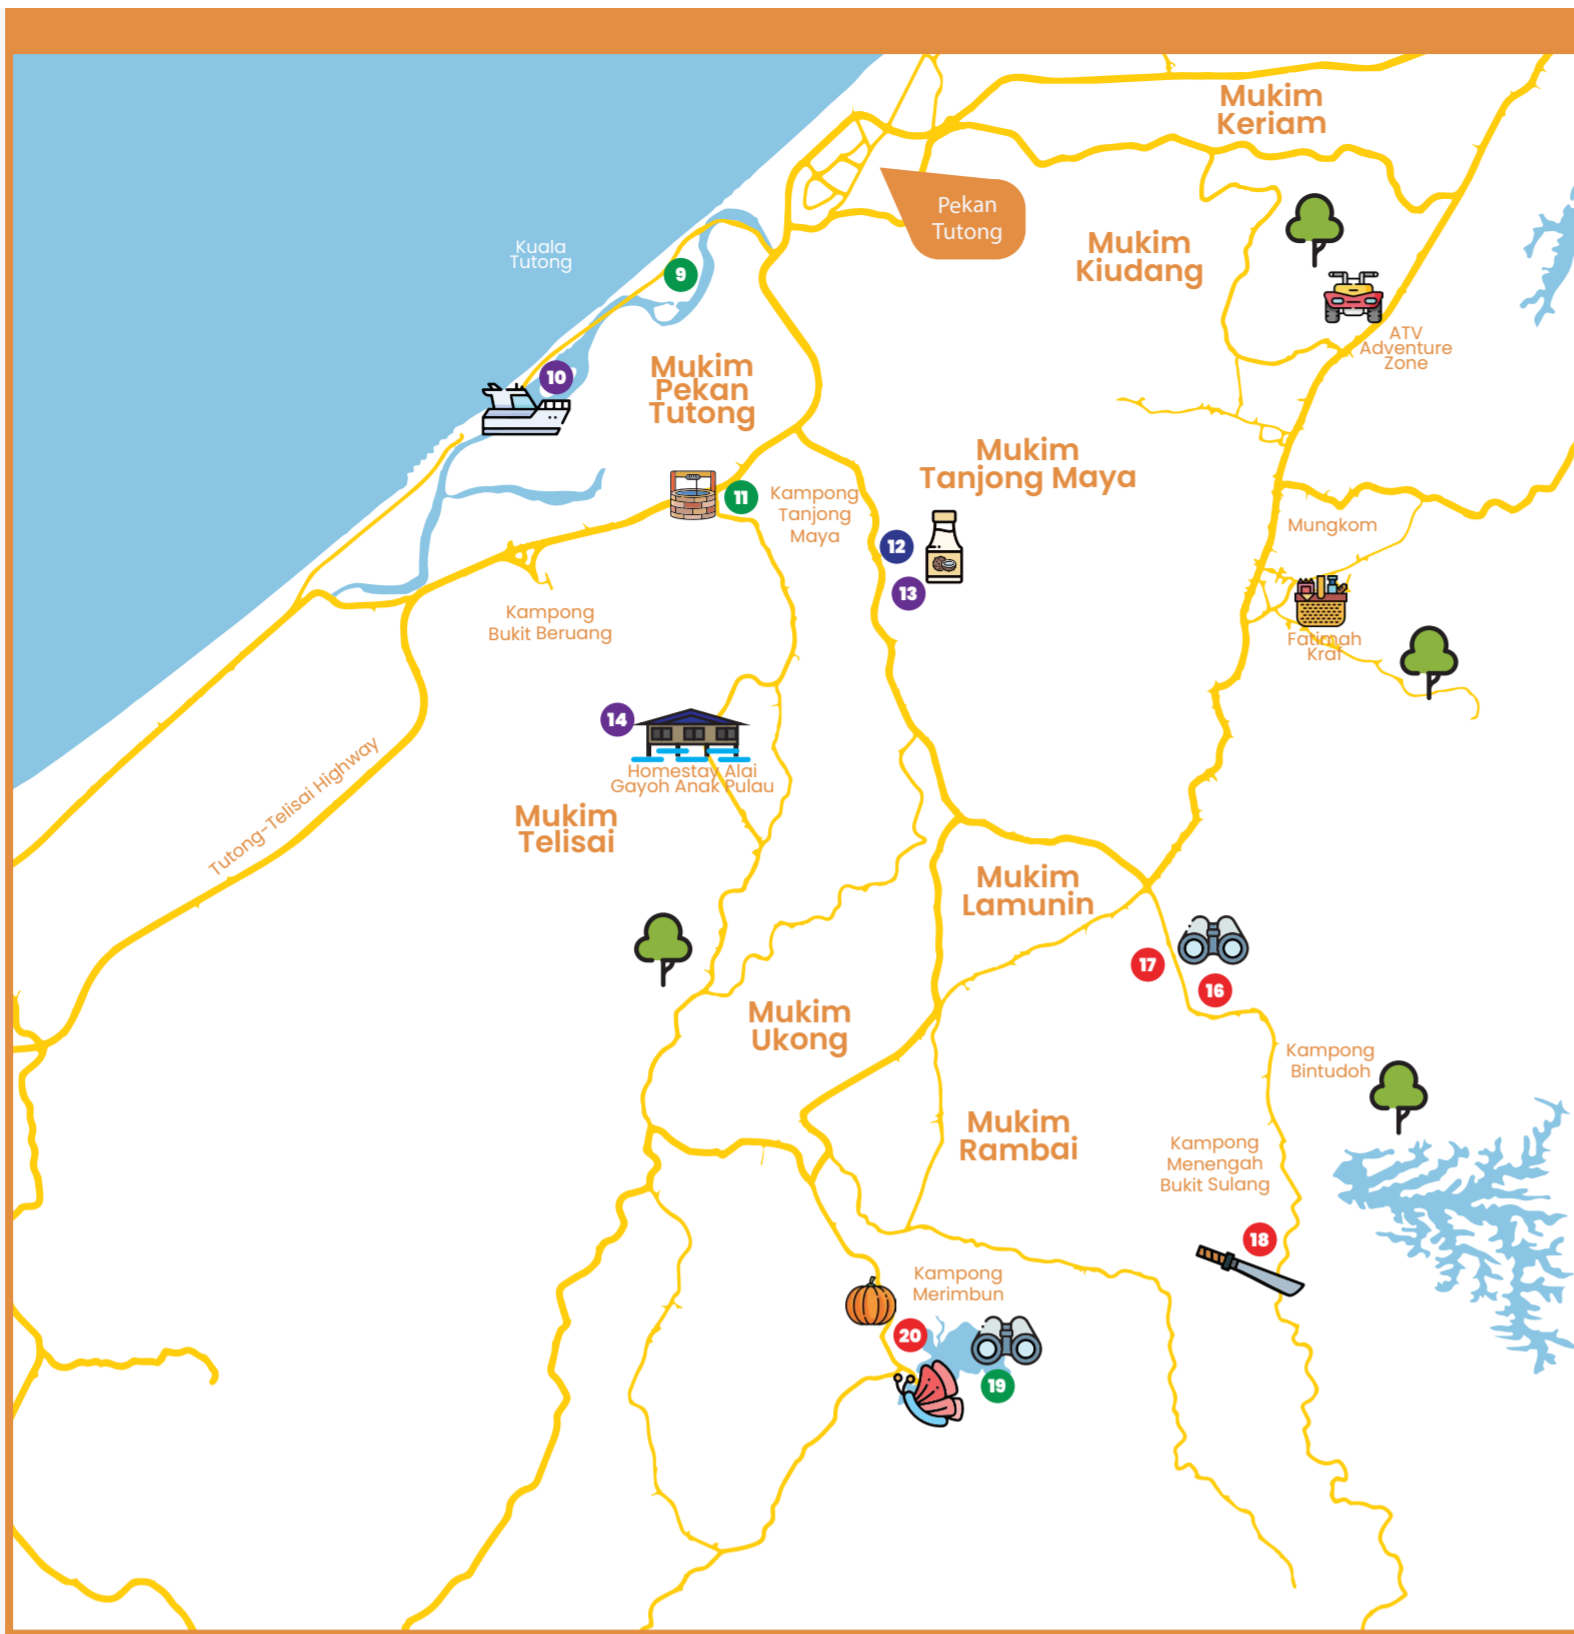 Mukim
Keriam
Pekan
Tutong
Kuala
Tutong
Mukim
Kiudang
9
ATV
Adventure
Zone
10
Mukim
Pekan
Tutong
Mukim
Tanjong Maya
11
Kampong
Tanjong
Maya
Mungkom
12
13
Kampong
Bukit Beruang
Fatimah
Kraf
14
Homestay Alai
Gayoh Anak Pulau
Tutong-Telisai Highway
Mukim
Telisai
Mukim
Lamunin
17
16
Mukim
Ukong
Kampong
Bintudoh
Mukim
Rambai
Kampong
Menengah
Bukit Sulang
18
Kampong
Merimbun
20
19